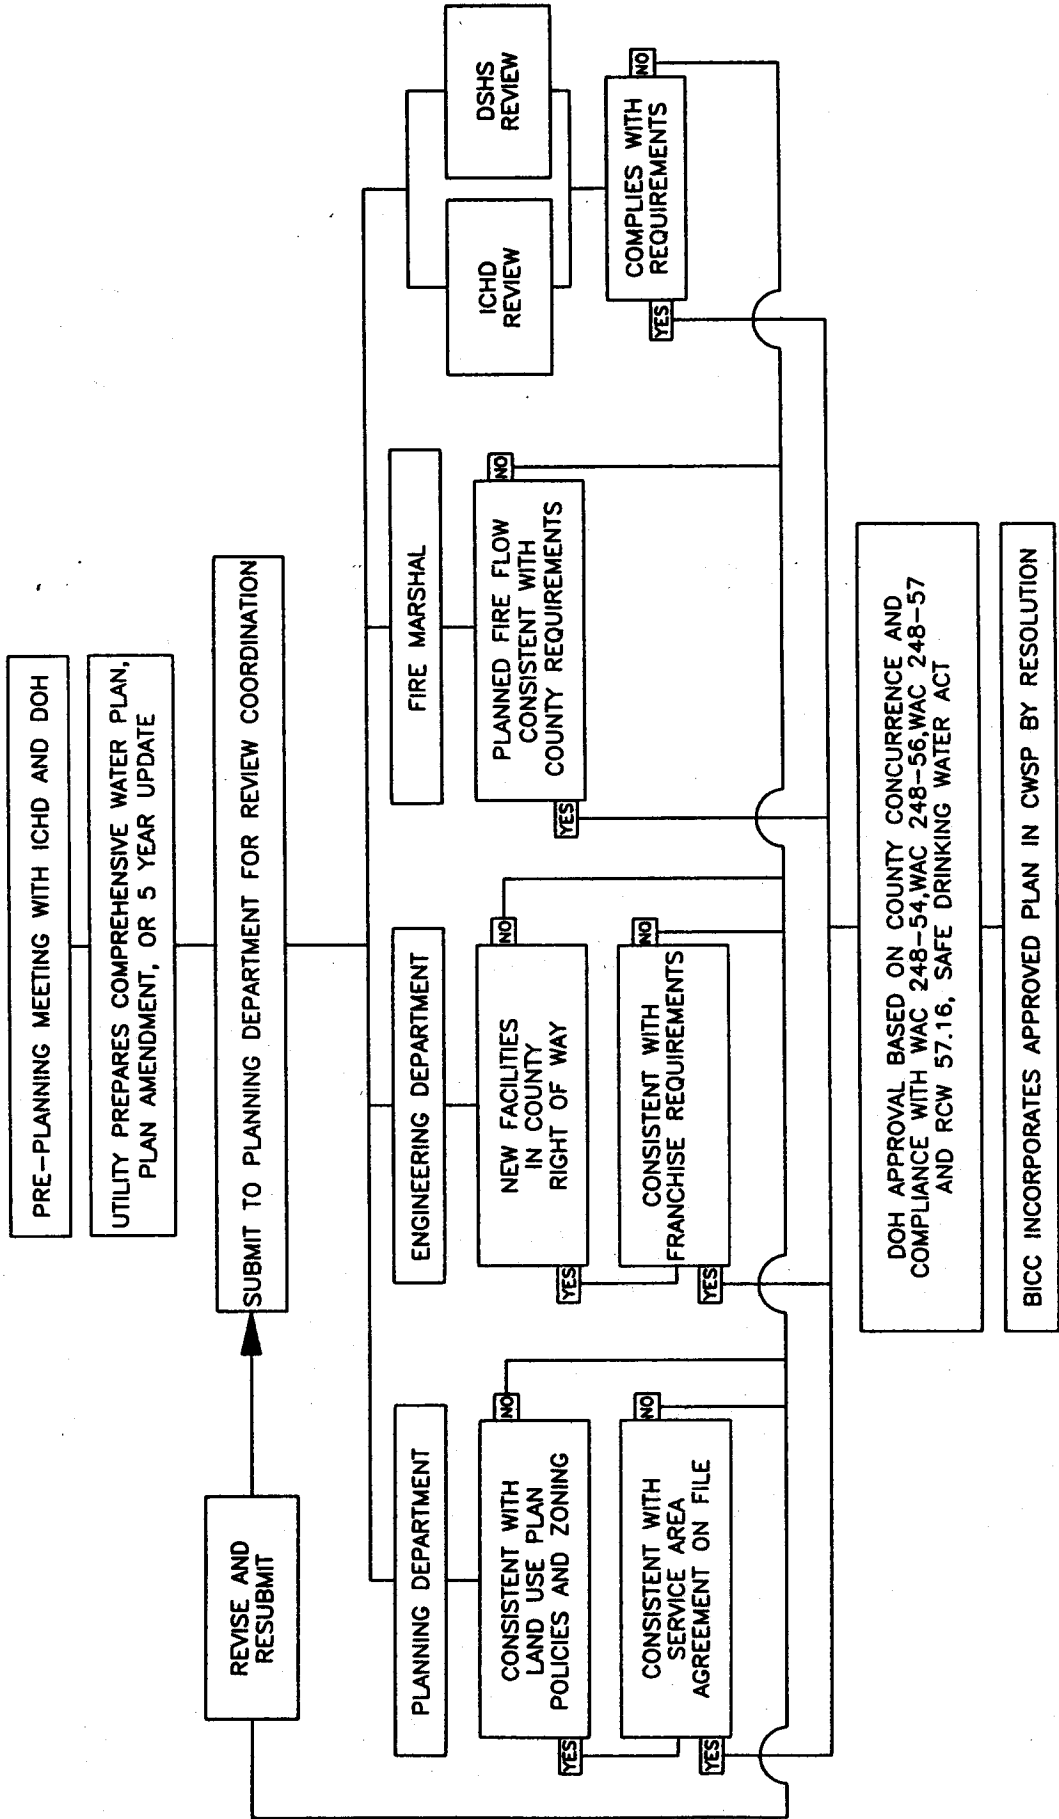 PRE-PLANNING MEETING WITH ICHD AND DOH
UTILITY PREPARES COMPREHENSIVE WATER PLAN,
PLAN AMENDMENT, OR 5 YEAR UPDATE
REVISE AND
RESUBMIT
SUBMIT TO PLANNING DEPARTMENT FOR REVIEW COORDINATION
PLANNING DEPARTMENT
CONSISTENT WITH
LAND USE PLAN
POLICIES AND ZONING
YES
NO
CONSISTENT WITH
SERVICE AREA
AGREEMENT ON FILE
YES
NO
ENGINEERING DEPARTMENT
NEW FACILITIES
IN COUNTY
RIGHT OF WAY
YES
NO
CONSISTENT WITH
FRANCHISE REQUIREMENTS
YES
NO
FIRE MARSHAL
PLANNED FIRE FLOW
CONSISTENT WITH
COUNTY REQUIREMENTS
YES
NO
ICHD
REVIEW
DSHS
REVIEW
COMPLIES WITH
REQUIREMENTS
YES
NO
DOH APPROVAL BASED ON COUNTY CONCURRENCE AND
COMPLIANCE WITH WAC 248-54,WAC 248-56,WAC 248-57
AND RCW 57.16, SAFE DRINKING WATER ACT
BICC INCORPORATES APPROVED PLAN IN CWSP BY RESOLUTION